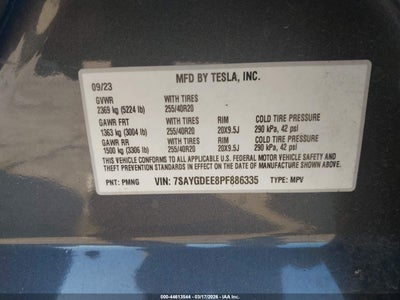 MFD BY TESLA, INC.
09/23
GVWR WITH TIRES
2369 kg (5224 lb) 255/40R20
GAWR FRT WITH TIRES RIM COLD TIRE PRESSURE
1363 kg (3004 lb) 255/40R20 20X9.5J 290 kPa, 42 psi
GAWR RR WITH TIRES RIM COLD TIRE PRESSURE
1500 kg (3306 lb) 255/40R20 20X9.5J 290 kPa, 42 psi
THIS VEHICLE CONFORMS TO ALL APPLICABLE U.S. FEDERAL MOTOR VEHICLE SAFETY AND
THEFT PREVENTION STANDARDS IN EFFECT ON THE DATE OF MANUFACTURE SHOWN ABOVE.
PNT: PMNG VIN: 7SAYGDEE8PF886335 TYPE: MPV
000-44613544 - 03/17/2026 - IAA Inc.